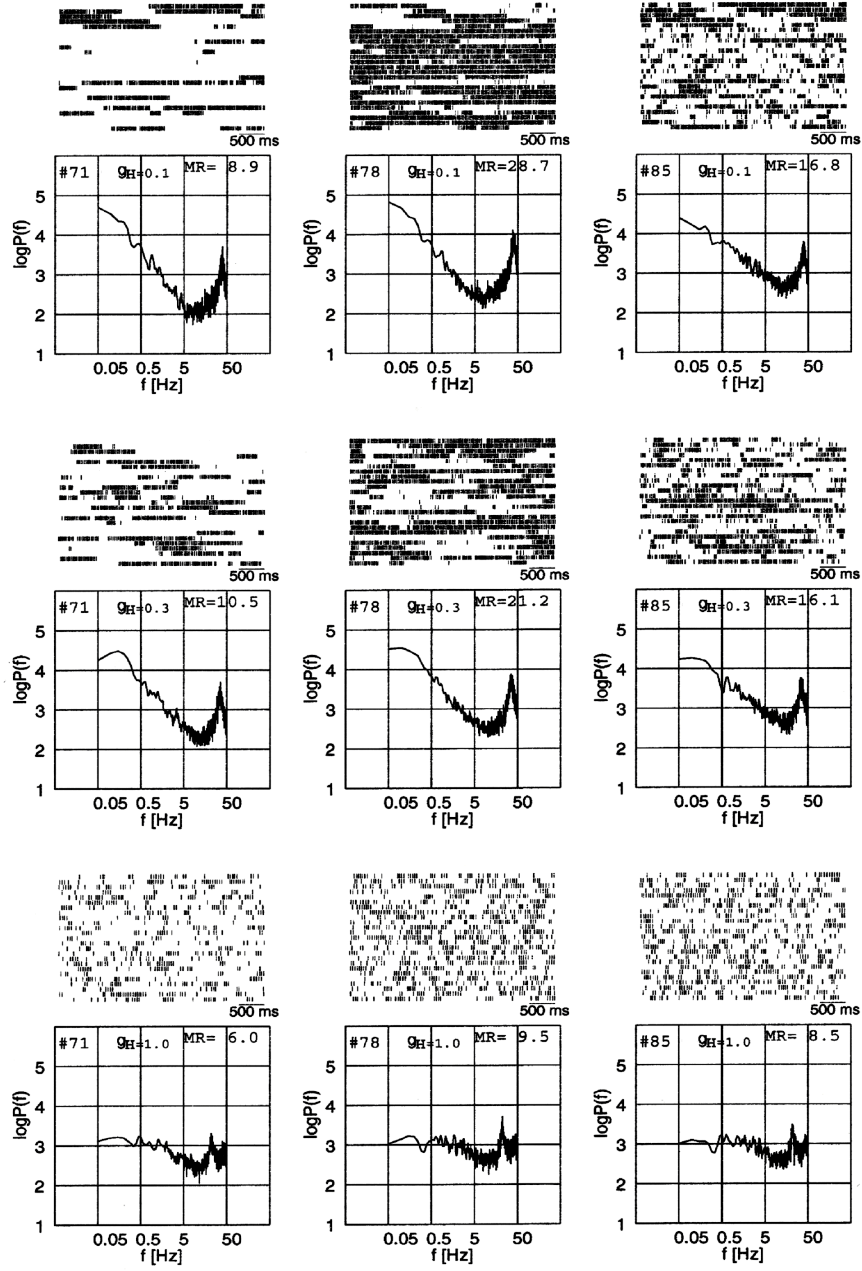 500 ms 500 ms 500 ms
#71 gH=0.1 MR= 8.9
5
4
3
2
1
logP(f)
0.05 0.5 5 50
f [Hz]
#78 gH=0.1 MR=28.7
5
4
3
2
1
logP(f)
0.05 0.5 5 50
f [Hz]
#85 gH=0.1 MR=16.8
5
4
3
2
1
logP(f)
0.05 0.5 5 50
f [Hz]
500 ms 500 ms 500 ms
#71 gH=0.3 MR=10.5
5
4
3
2
1
logP(f)
0.05 0.5 5 50
f [Hz]
#78 gH=0.3 MR=21.2
5
4
3
2
1
logP(f)
0.05 0.5 5 50
f [Hz]
#85 gH=0.3 MR=16.1
5
4
3
2
1
logP(f)
0.05 0.5 5 50
f [Hz]
500 ms 500 ms 500 ms
#71 gH=1.0 MR= 6.0
5
4
3
2
1
logP(f)
0.05 0.5 5 50
f [Hz]
#78 gH=1.0 MR= 9.5
5
4
3
2
1
logP(f)
0.05 0.5 5 50
f [Hz]
#85 gH=1.0 MR= 8.5
5
4
3
2
1
logP(f)
0.05 0.5 5 50
f [Hz]